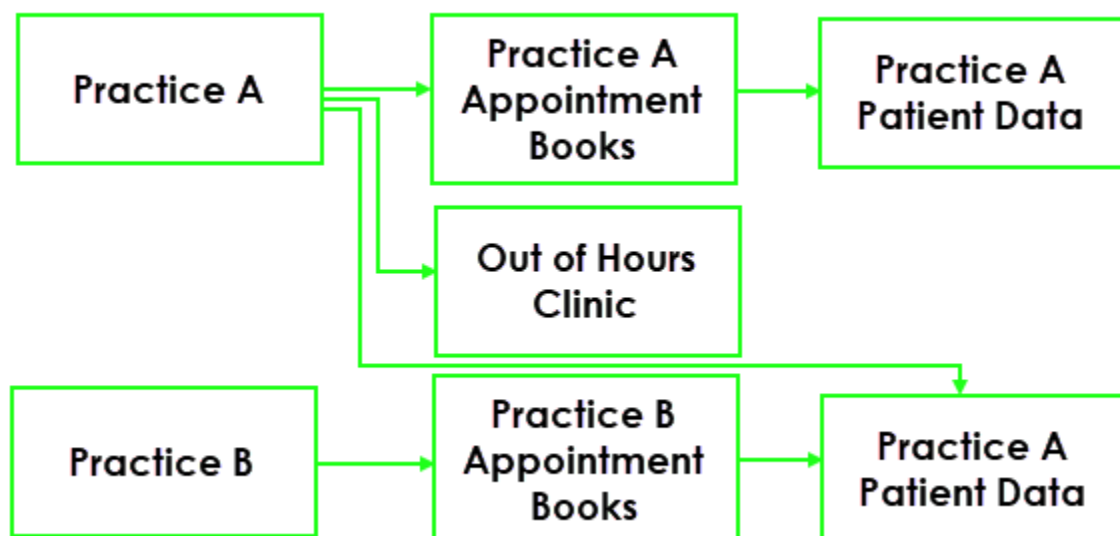 Practice A
Practice A
Appointment
Books
Practice A
Patient Data
Out of Hours
Clinic
Practice B
Practice B
Appointment
Books
Practice A
Patient Data